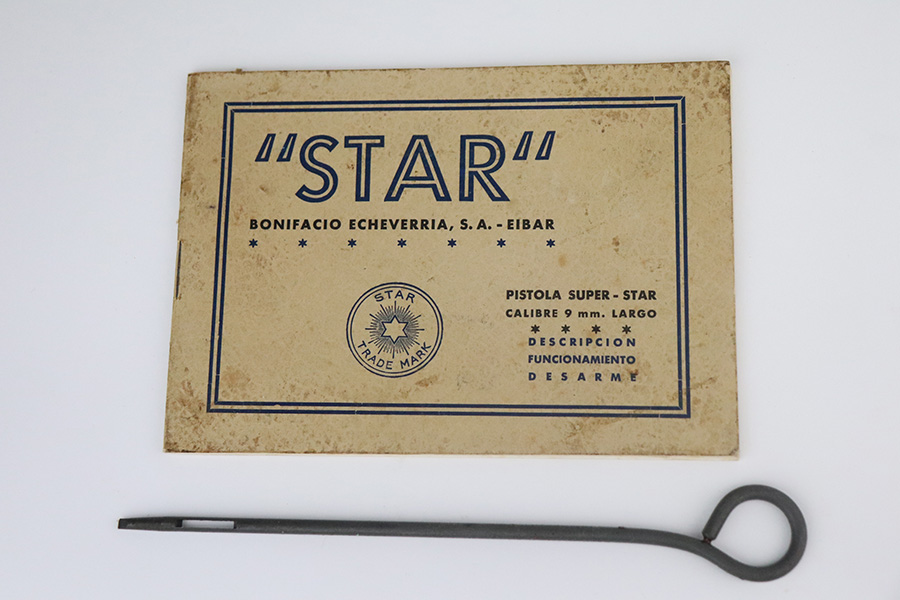 "STAR"
BONIFACIO ECHEVERRIA, S. A. - EIBAR
* * * * * * *
STAR
TRADE MARK
PISTOLA SUPER - STAR
CALIBRE 9 mm. LARGO
* * * *
DESCRIPCION
FUNCIONAMIENTO
DESARME